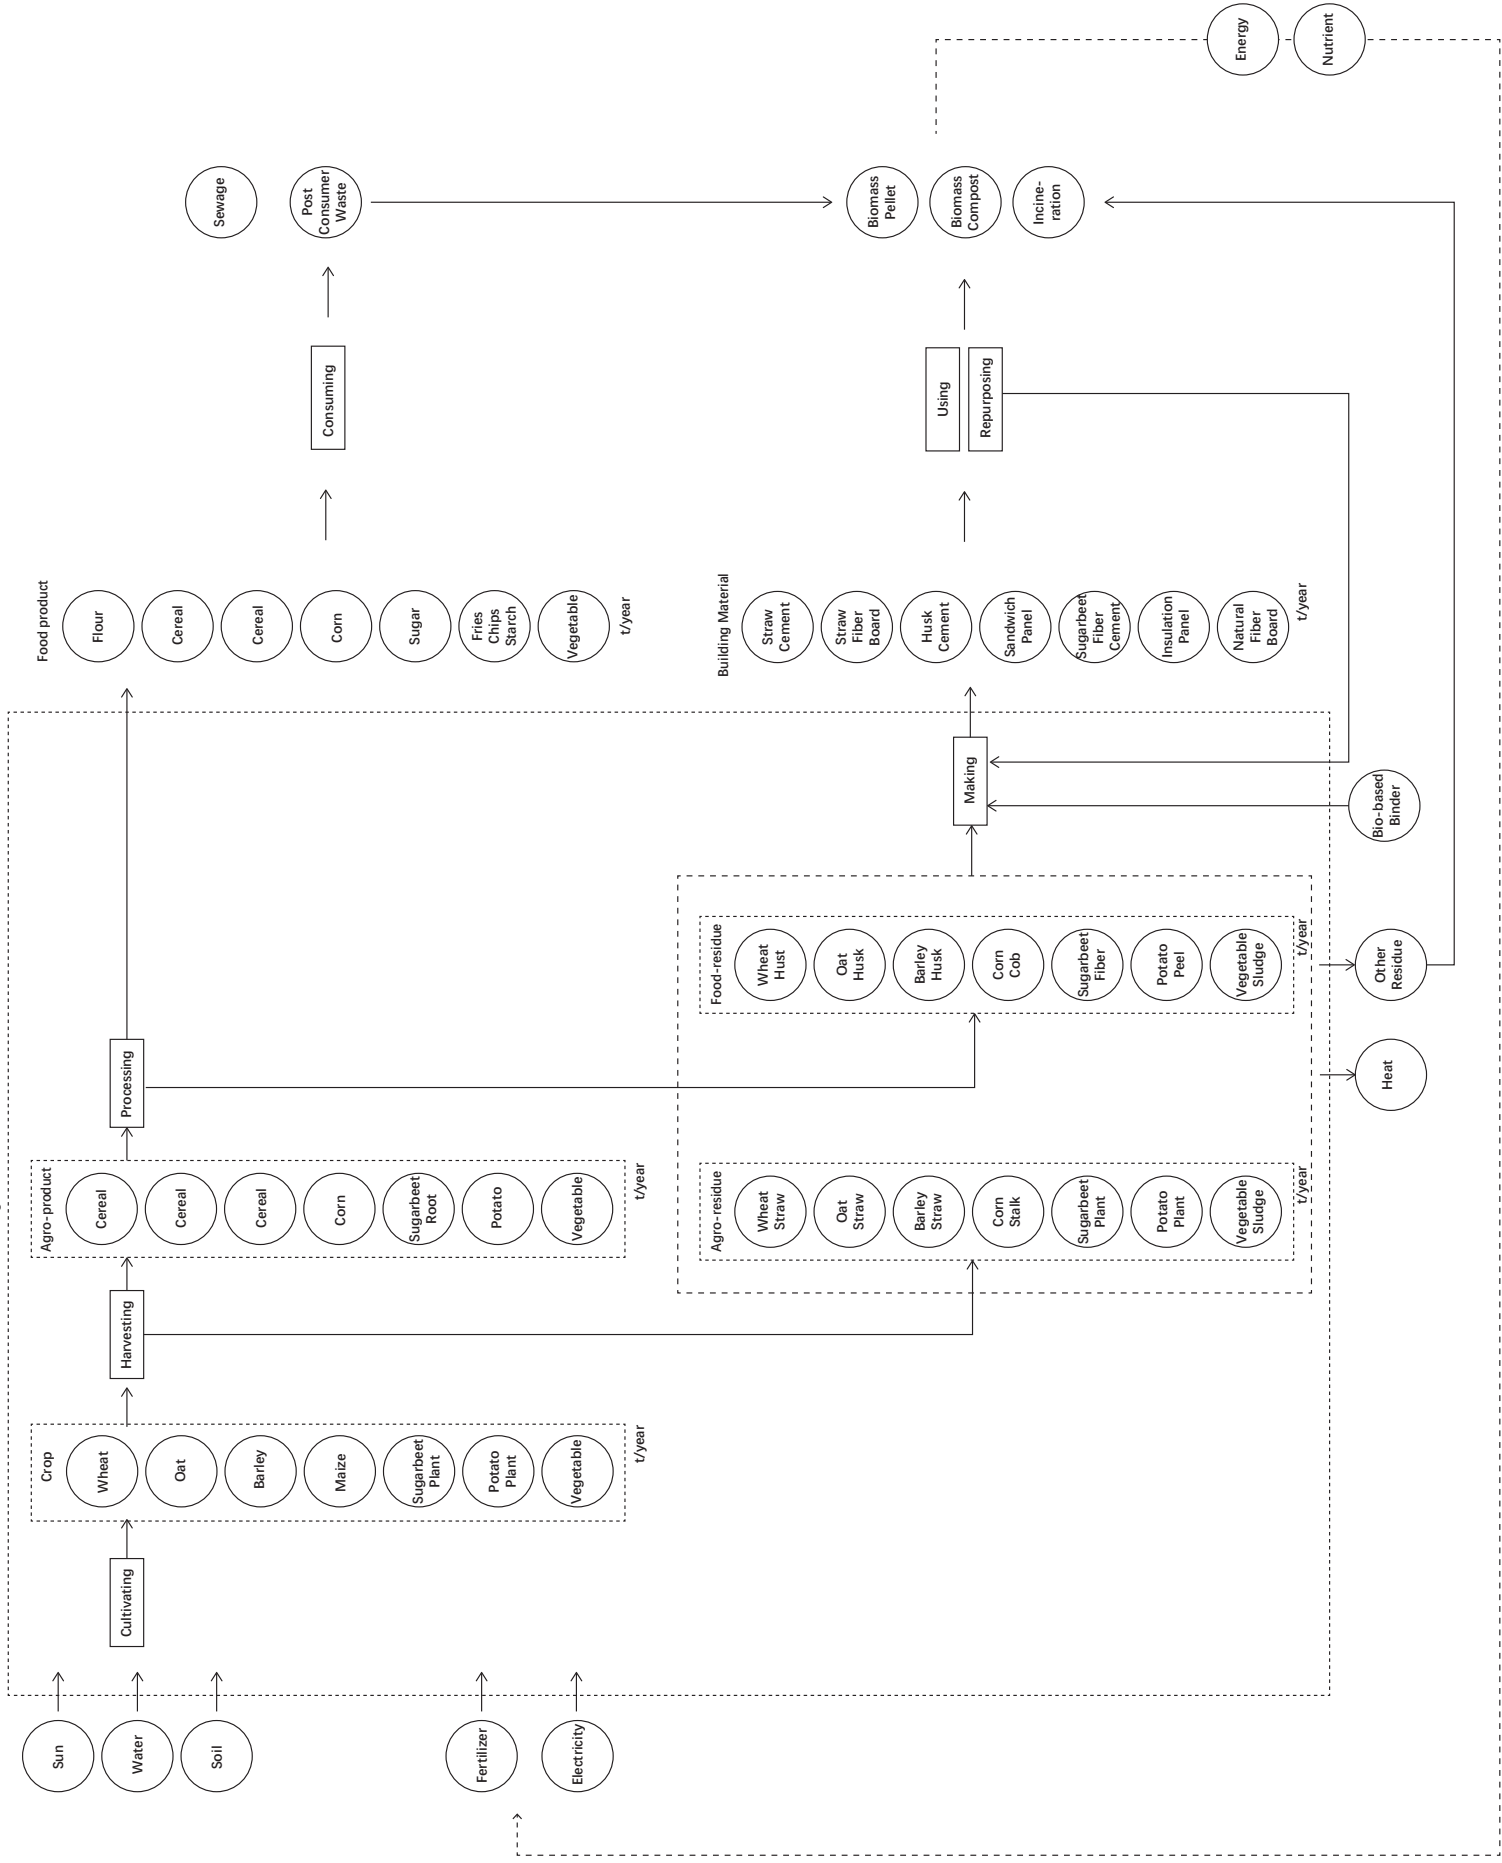 Sun
Water
Soil
Fertilizer
Electricity
Cultivating
Crop
Wheat
Oat
Barley
Maize
Sugarbeet
Plant
Potato
Plant
Vegetable
t/year
Harvesting
Agro-product
Cereal
Cereal
Cereal
Corn
Sugarbeet
Root
Potato
Vegetable
t/year
Agro-residue
Wheat
Straw
Oat
Straw
Barley
Straw
Corn
Stalk
Sugarbeet
Plant
Potato
Plant
Vegetable
Sludge
t/year
Processing
Heat
Food-residue
Wheat
Hust
Oat
Husk
Barley
Husk
Corn
Cob
Sugarbeet
Fiber
Potato
Peel
Vegetable
Sludge
t/year
Other
Residue
Making
Bio-based
Binder
Food product
Flour
Cereal
Cereal
Corn
Sugar
Fries
Chips
Starch
Vegetable
t/year
Building Material
Straw
Cement
Straw
Fiber
Board
Husk
Cement
Sandwich
Panel
Sugarbeet
Fiber
Cement
Insulation
Panel
Natural
Fiber
Board
t/year
Consuming
Using
Repurposing
Sewage
Post
Consumer
Waste
Biomass
Pellet
Biomass
Compost
Incine-
ration
Energy
Nutrient